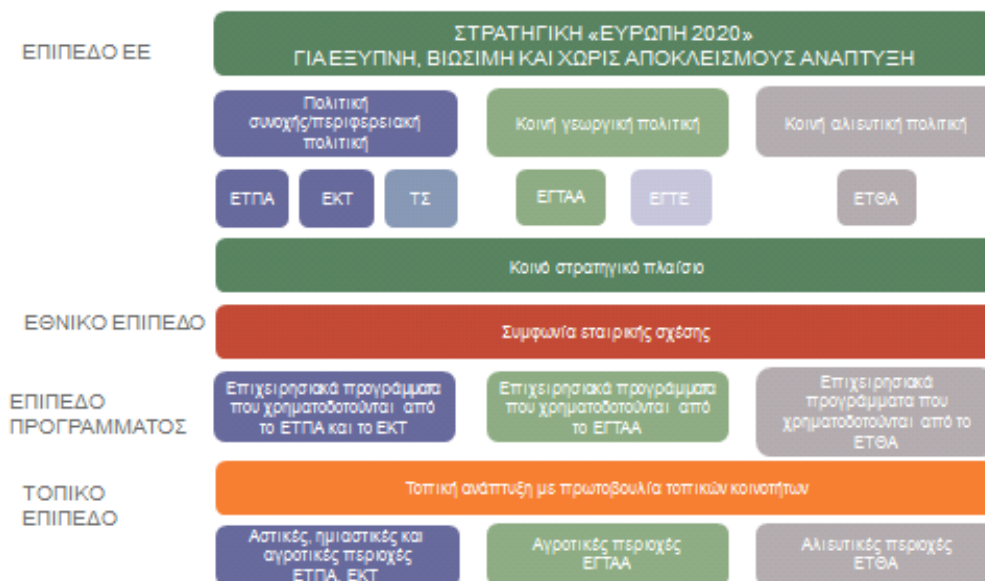 ΕΠΙΠΕΔΟ ΕΕ
ΣΤΡΑΤΗΓΙΚΗ «ΕΥΡΩΠΗ 2020»
ΓΙΑ ΕΞΥΠΝΗ, ΒΙΩΣΙΜΗ ΚΑΙ ΧΩΡΙΣ ΑΠΟΚΛΕΙΣΜΟΥΣ ΑΝΑΠΤΥΞΗ
Πολιτική
συνοχής/περιφερειακή
πολιτική
Κοινή γεωργική πολιτική
Κοινή αλιευτική πολιτική
ΕΤΠΑ
ΕΚΤ
ΤΣ
ΕΓΤΑΑ
ΕΓΤΕ
ΕΤΘΑ
Κοινό στρατηγικό πλαίσιο
ΕΘΝΙΚΟ ΕΠΙΠΕΔΟ
Συμφωνία εταιρικής σχέσης
ΕΠΙΠΕΔΟ
ΠΡΟΓΡΑΜΜΑΤΟΣ
Επιχειρησιακά προγράμματα
που χρηματοδοτούνται από
το ΕΤΠΑ και το ΕΚΤ
Επιχειρησιακά προγράμματα
που χρηματοδοτούνται από
το ΕΓΤΑΑ
Επιχειρησιακά
προγράμματα που
χρηματοδοτούνται από το
ΕΤΘΑ
ΤΟΠΙΚΟ
ΕΠΙΠΕΔΟ
Τοπική ανάπτυξη με πρωτοβουλία τοπικών κοινοτήτων
Αστικές, ημιαστικές και
αγροτικές περιοχές
ΕΤΠΑ, ΕΚΤ
Αγροτικές περιοχές
ΕΓΤΑΑ
Αλιευτικές περιοχές
ΕΤΘΑ